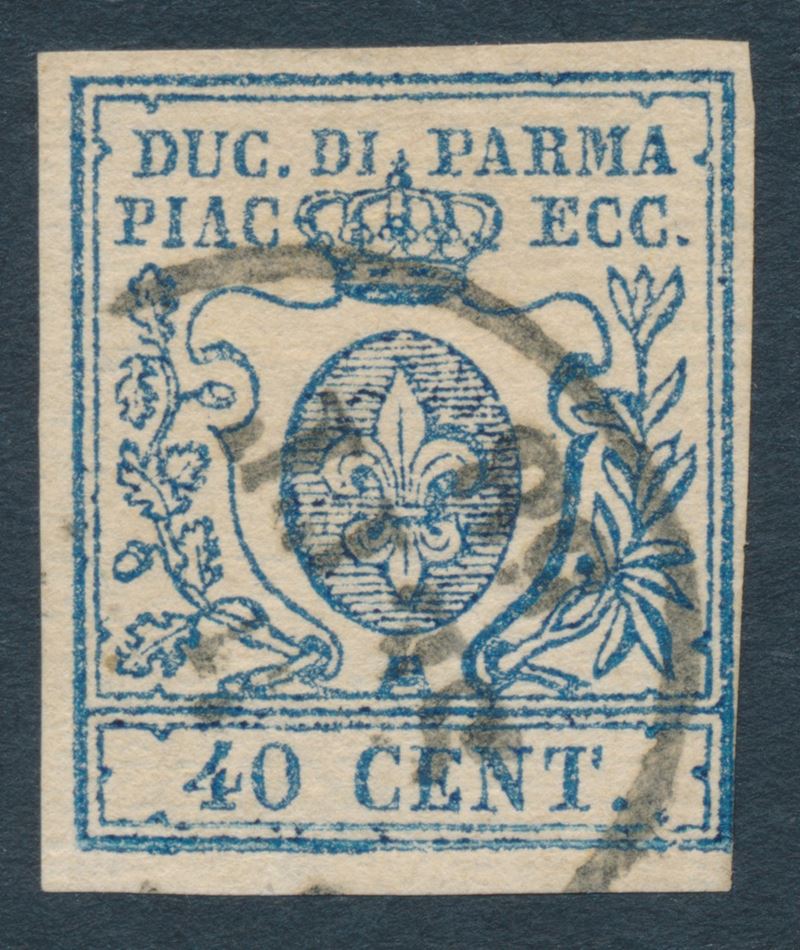 DUC. DI PARMA
PIAC ECC.
40 CENT.